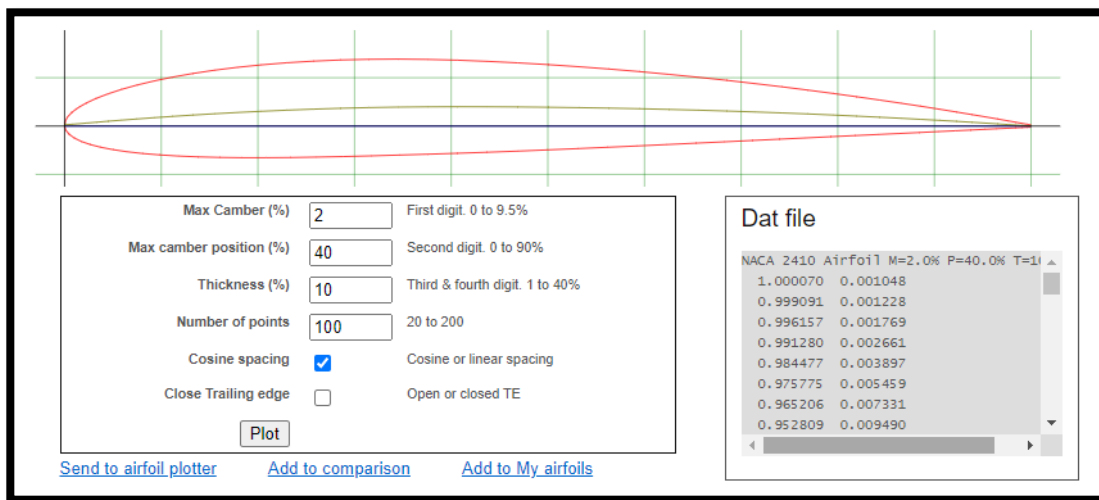 Max Camber (%) 2 First digit. 0 to 9.5%
Max camber position (%) 40 Second digit. 0 to 90%
Thickness (%) 10 Third & fourth digit. 1 to 40%
Number of points 100 20 to 200
Cosine spacing Cosine or linear spacing
Close Trailing edge Open or closed TE
Plot
Send to airfoil plotter Add to comparison Add to My airfoils
Dat file
NACA 2410 Airfoil M=2.0% P=40.0%
1.000070 0.001048
0.999091 0.001228
0.996157 0.001769
0.991280 0.002661
0.984477 0.003897
0.975775 0.005459
0.965206 0.007331
0.952809 0.009490